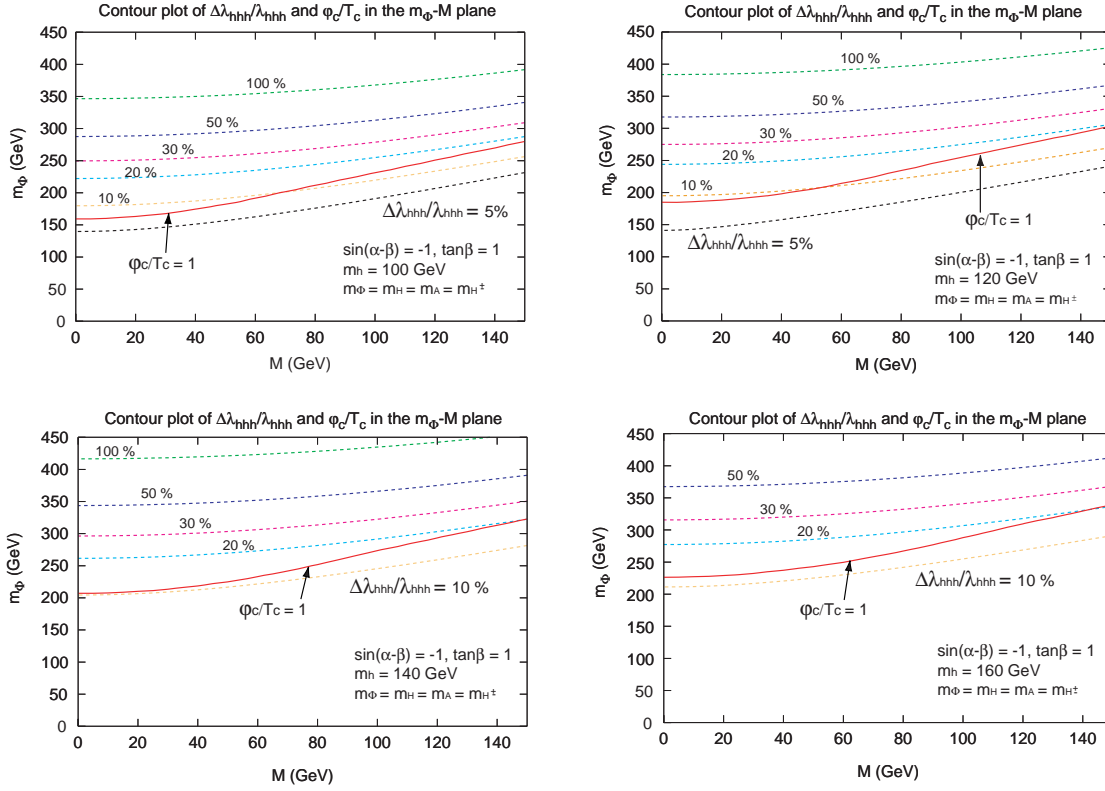 Contour plot of Δλhhh/λhhh and φc/Tc in the mΦ-M plane
mΦ (GeV)
450
400
350
300
250
200
150
100
50
0
100 %
50 %
30 %
20 %
10 %
Δλhhh/λhhh = 5%
φc/Tc = 1
sin(α-β) = -1, tanβ = 1
mh = 100 GeV
mΦ = mH = mA = mH±
0 20 40 60 80 100 120 140
M (GeV)
Contour plot of Δλhhh/λhhh and φc/Tc in the mΦ-M plane
mΦ (GeV)
450
400
350
300
250
200
150
100
50
0
100 %
50 %
30 %
20 %
10 %
φc/Tc = 1
Δλhhh/λhhh = 5%
sin(α-β) = -1, tanβ = 1
mh = 120 GeV
mΦ = mH = mA = mH±
0 20 40 60 80 100 120 140
M (GeV)
Contour plot of Δλhhh/λhhh and φc/Tc in the mΦ-M plane
mΦ (GeV)
450
400
350
300
250
200
150
100
50
0
100 %
50 %
30 %
20 %
Δλhhh/λhhh = 10 %
φc/Tc = 1
sin(α-β) = -1, tanβ = 1
mh = 140 GeV
mΦ = mH = mA = mH±
0 20 40 60 80 100 120 140
M (GeV)
Contour plot of Δλhhh/λhhh and φc/Tc in the mΦ-M plane
mΦ (GeV)
450
400
350
300
250
200
150
100
50
0
50 %
30 %
20 %
Δλhhh/λhhh = 10 %
φc/Tc = 1
sin(α-β) = -1, tanβ = 1
mh = 160 GeV
mΦ = mH = mA = mH±
0 20 40 60 80 100 120 140
M (GeV)